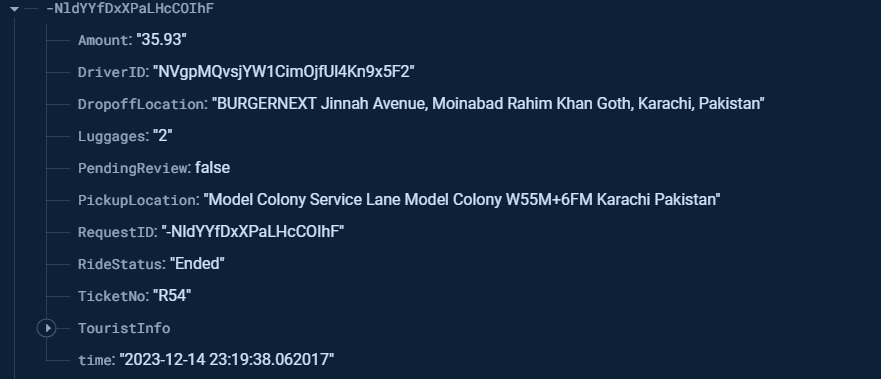 -NldYYfDxXPaLHcCOIhF
Amount: "35.93"
DriverID: "NVgpMQvsjYW1CimOjfUI4Kn9x5F2"
DropoffLocation: "BURGERNEXT Jinnah Avenue, Moinabad Rahim Khan Goth, Karachi, Pakistan"
Luggages: "2"
PendingReview: false
PickupLocation: "Model Colony Service Lane Model Colony W55M+6FM Karachi Pakistan"
RequestID: "-NldYYfDxXPaLHcCOIhF"
RideStatus: "Ended"
TicketNo: "R54"
TouristInfo
time: "2023-12-14 23:19:38.062017"